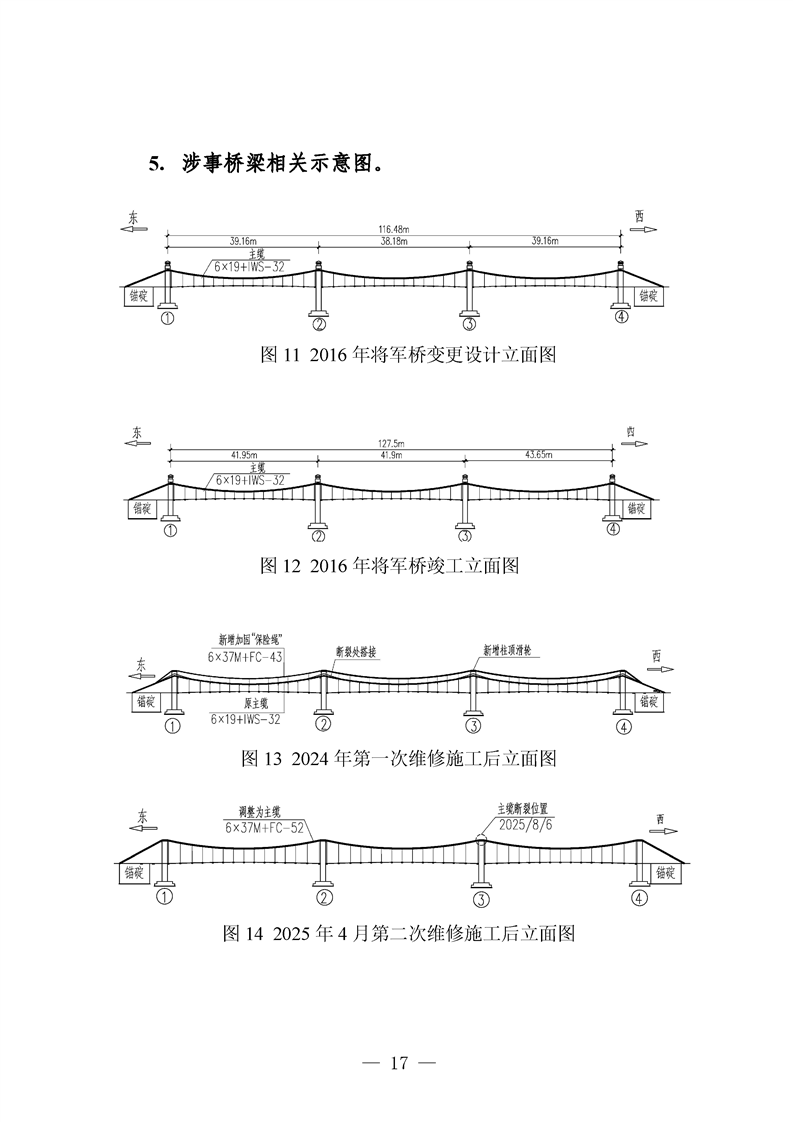 5. 涉事桥梁相关示意图。
东 西
116.48m
39.16m 38.18m 39.16m
主缆
6×19+IWS-32
锚碇 锚碇
① ② ③ ④
图 11 2016 年将军桥变更设计立面图
东 西
127.5m
41.95m 41.9m 43.65m
主缆
6×19+IWS-32
锚碇 锚碇
① ② ③ ④
图 12 2016 年将军桥竣工立面图
新增加固“保险绳”
6×37M+FC-43
断裂处搭接
新增柱顶滑轮
东 西
锚碇 锚碇
原主缆
6×19+IWS-32
① ② ③ ④
图 13 2024 年第一次维修施工后立面图
东 西
调整为主缆
6×37M+FC-52
主缆断裂位置
2025/8/6
锚碇 锚碇
① ② ③ ④
图 14 2025 年 4 月第二次维修施工后立面图
— 17 —